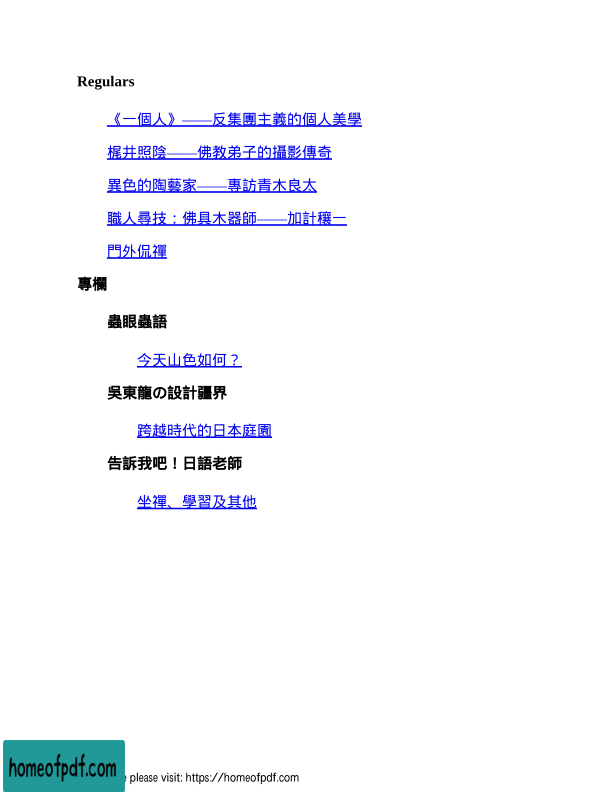 Regulars
《一個人》——反集團主義的個人美學
梶井照陰——佛教弟子的攝影傳奇
異色的陶藝家——專訪青木良太
職人尋技：佛具木器師——加計穰一
門外侃禪
專欄
蟲眼蟲語
今天山色如何？
吳東龍の設計疆界
跨越時代的日本庭園
告訴我吧！日語老師
坐禪、學習及其他
homeofpdf.com
please visit: https://homeofpdf.com